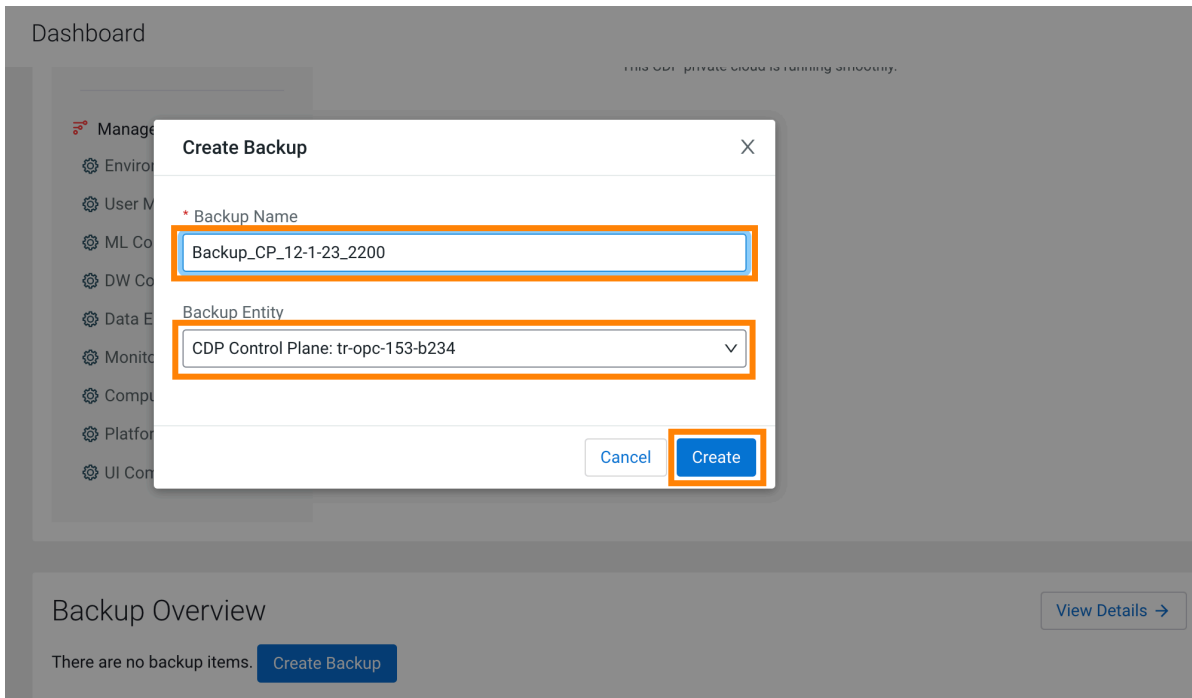 Dashboard
This CDP private cloud is running smoothly.
Manage
Environ
User M
ML Co
DW Co
Data E
Monito
Compu
Platfor
UI Com
Create Backup
* Backup Name
Backup_CP_12-1-23_2200
Backup Entity
CDP Control Plane: tr-opc-153-b234
Cancel
Create
Backup Overview
View Details →
There are no backup items.
Create Backup